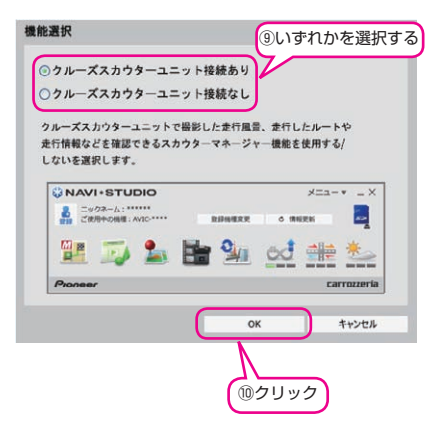 機能選択
⑨いずれかを選択する
クルーズスカウターユニット接続あり
クルーズスカウターユニット接続なし
クルーズスカウターユニットで撮影した走行風景、走行したルートや
走行情報などを確認できるスカウターマネージャー機能を使用する/
しないを選択します。
NAVI*STUDIO
メニュー
ニックネーム:******
ご使用中の機種:AVIC-****
登録
登録機種変更
情報更新
Pioneer
carrozzeria
OK
キャンセル
⑩クリック